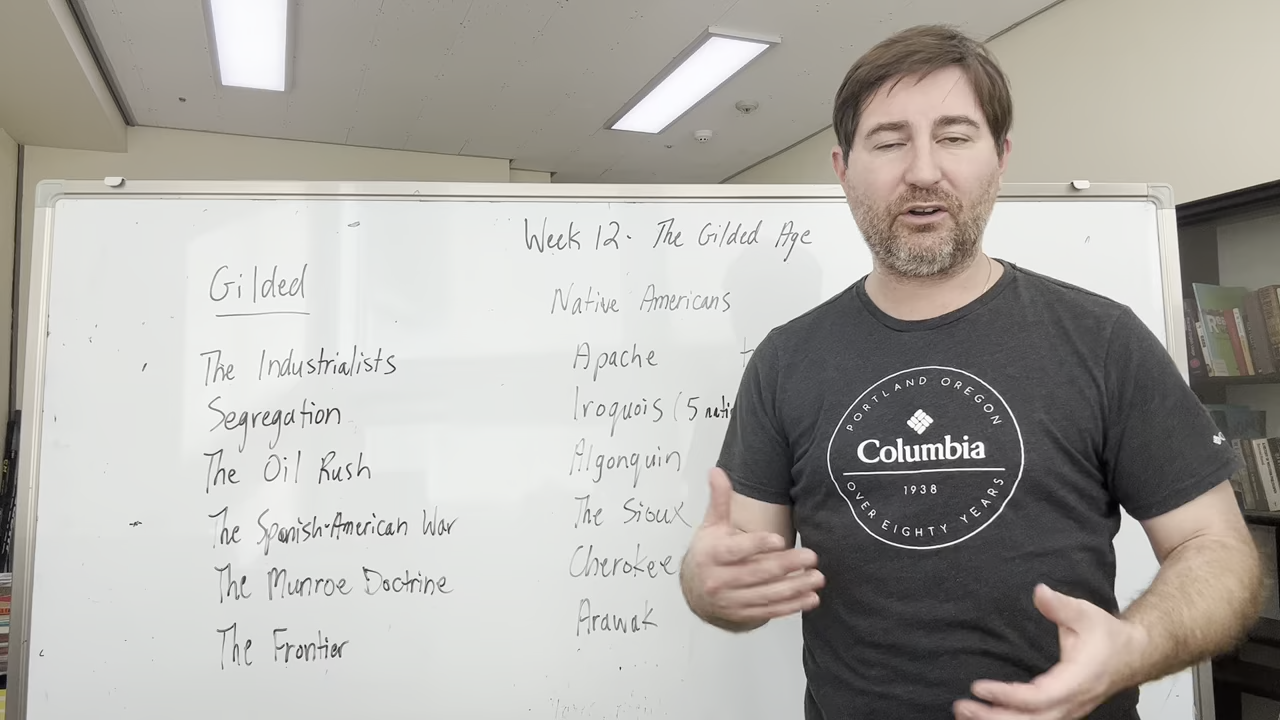 Week 12 - The Gilded Age
Gilded
The Industrialists
Segregation
The Oil Rush
The Spanish-American War
The Munroe Doctrine
The Frontier
Native Americans
Apache
Iroquois (5
Algonquin
The Sioux
Cherokee
Arawak
PORTLAND OREGON
Columbia
1938
OVER EIGHTY YEARS